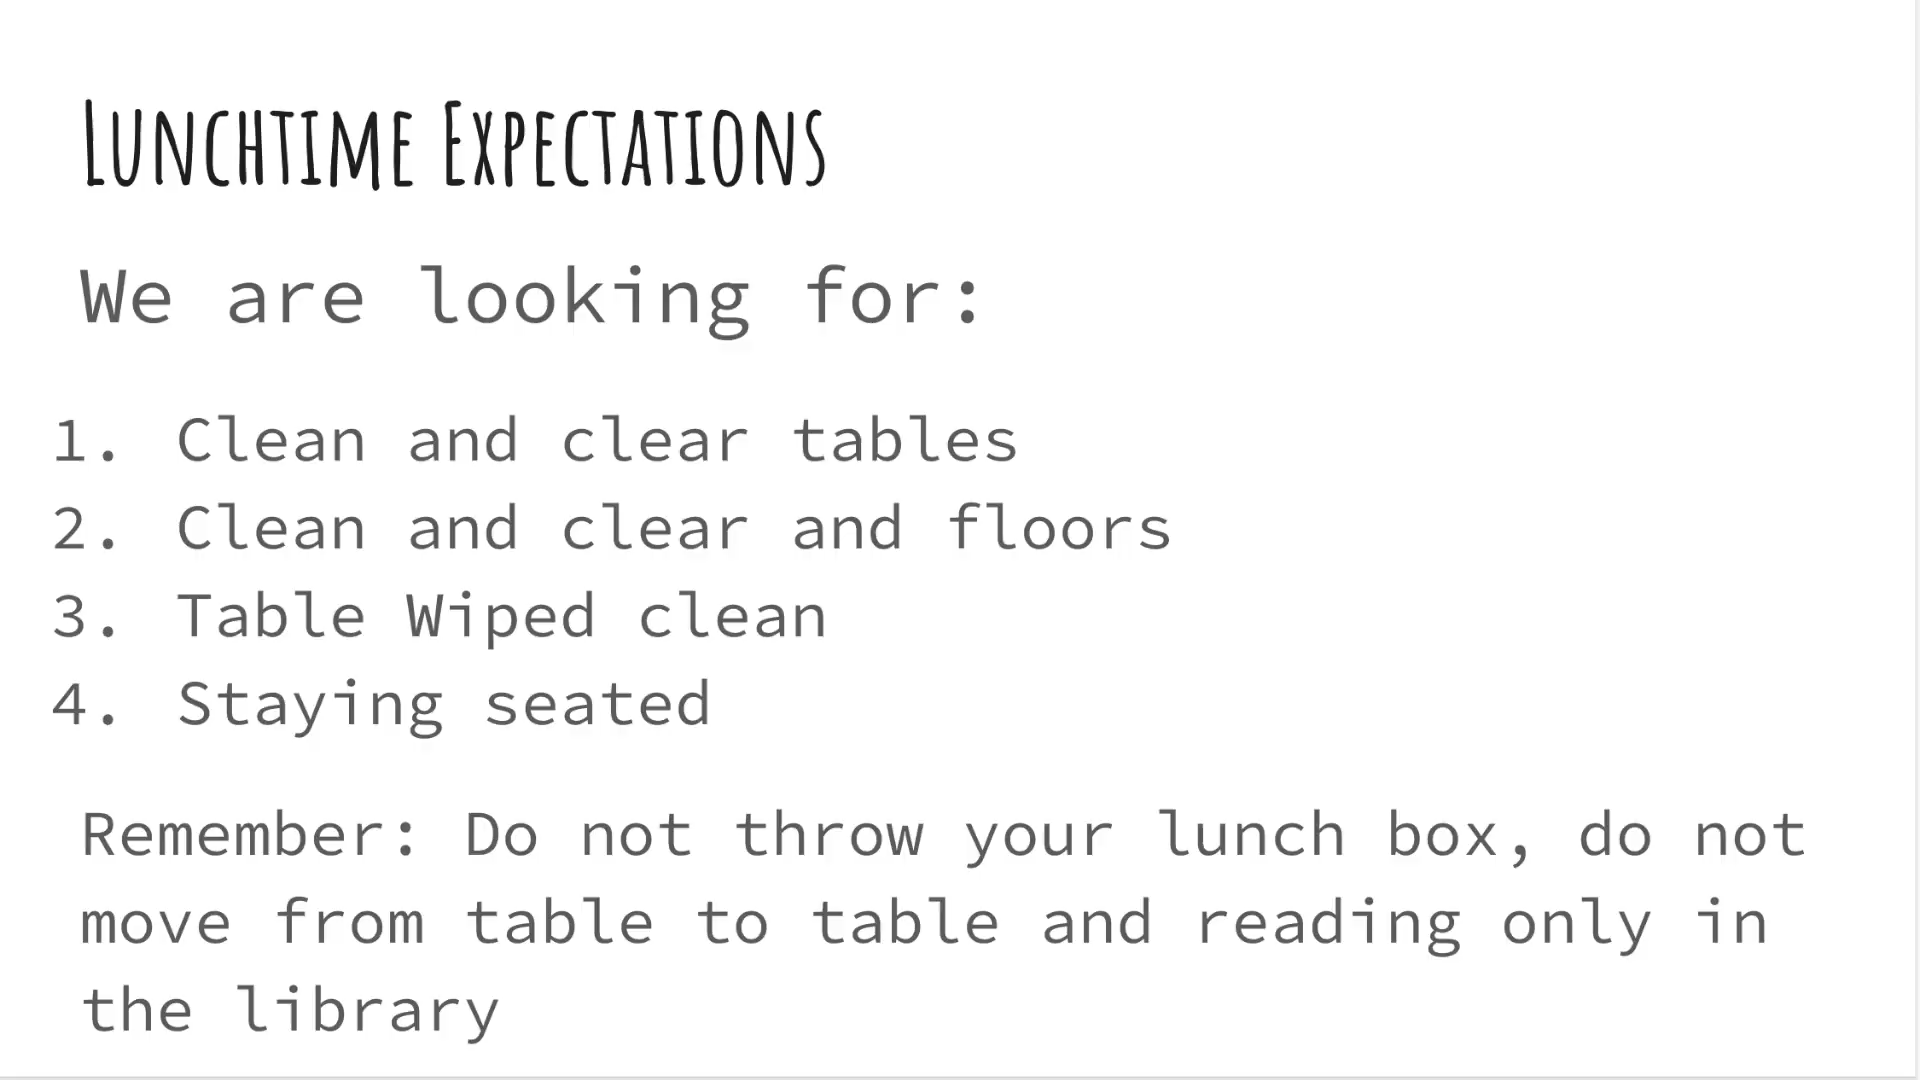 Lunchtime Expectations
We are looking for:
1. Clean and clear tables
2. Clean and clear and floors
3. Table Wiped clean
4. Staying seated
Remember: Do not throw your lunch box, do not
move from table to table and reading only in
the library